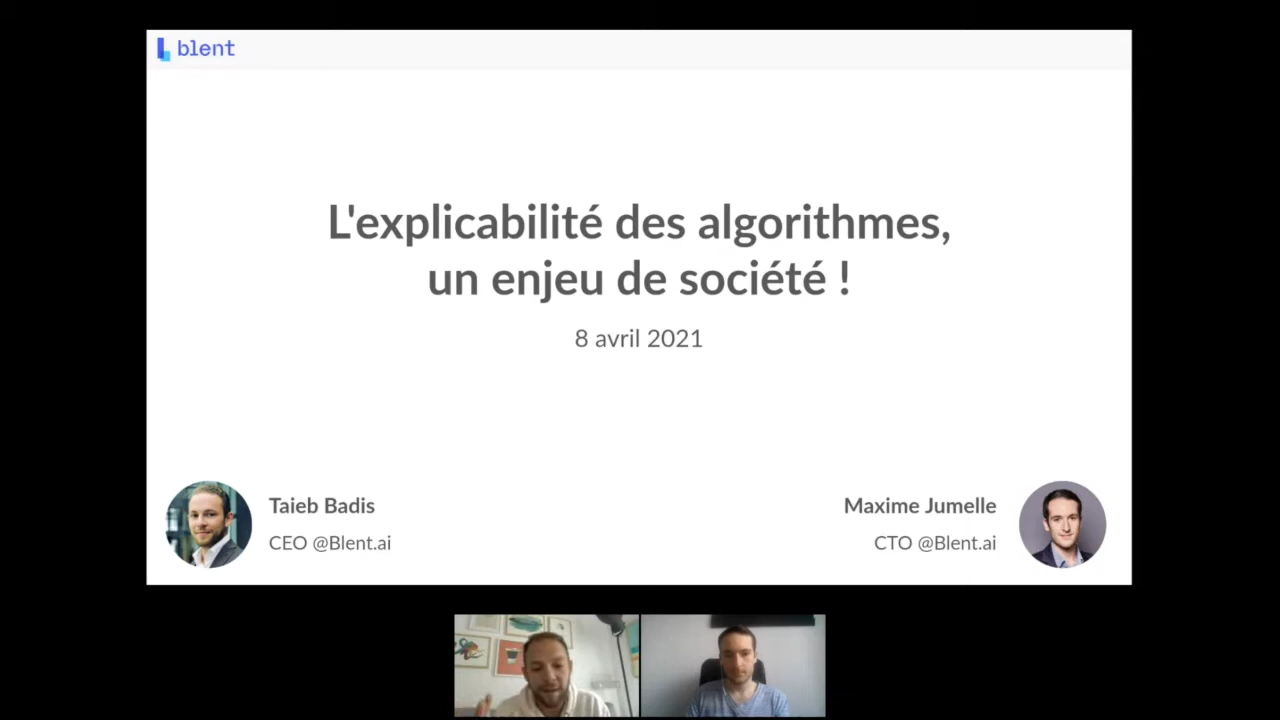 blent
L'explicabilité des algorithmes,
un enjeu de société !
8 avril 2021
Taieb Badis
CEO @Blent.ai
Maxime Jumelle
CTO @Blent.ai